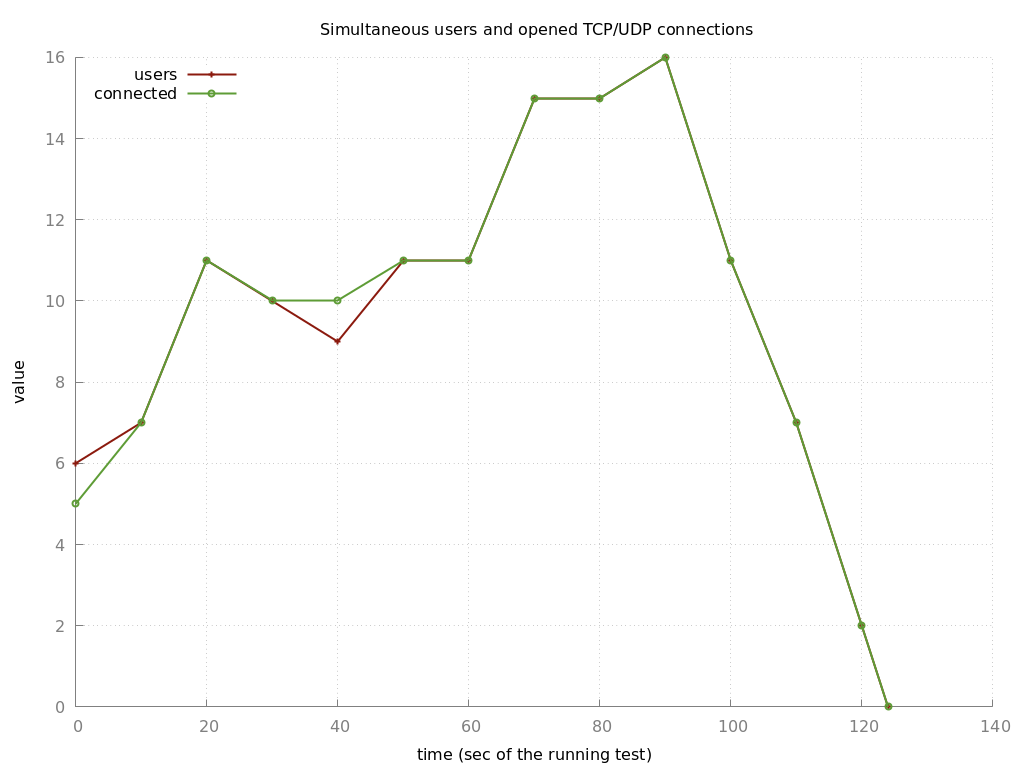 Simultaneous users and opened TCP/UDP connections
users
connected
16
14
12
10
8
6
4
2
0
value
0 20 40 60 80 100 120 140
time (sec of the running test)